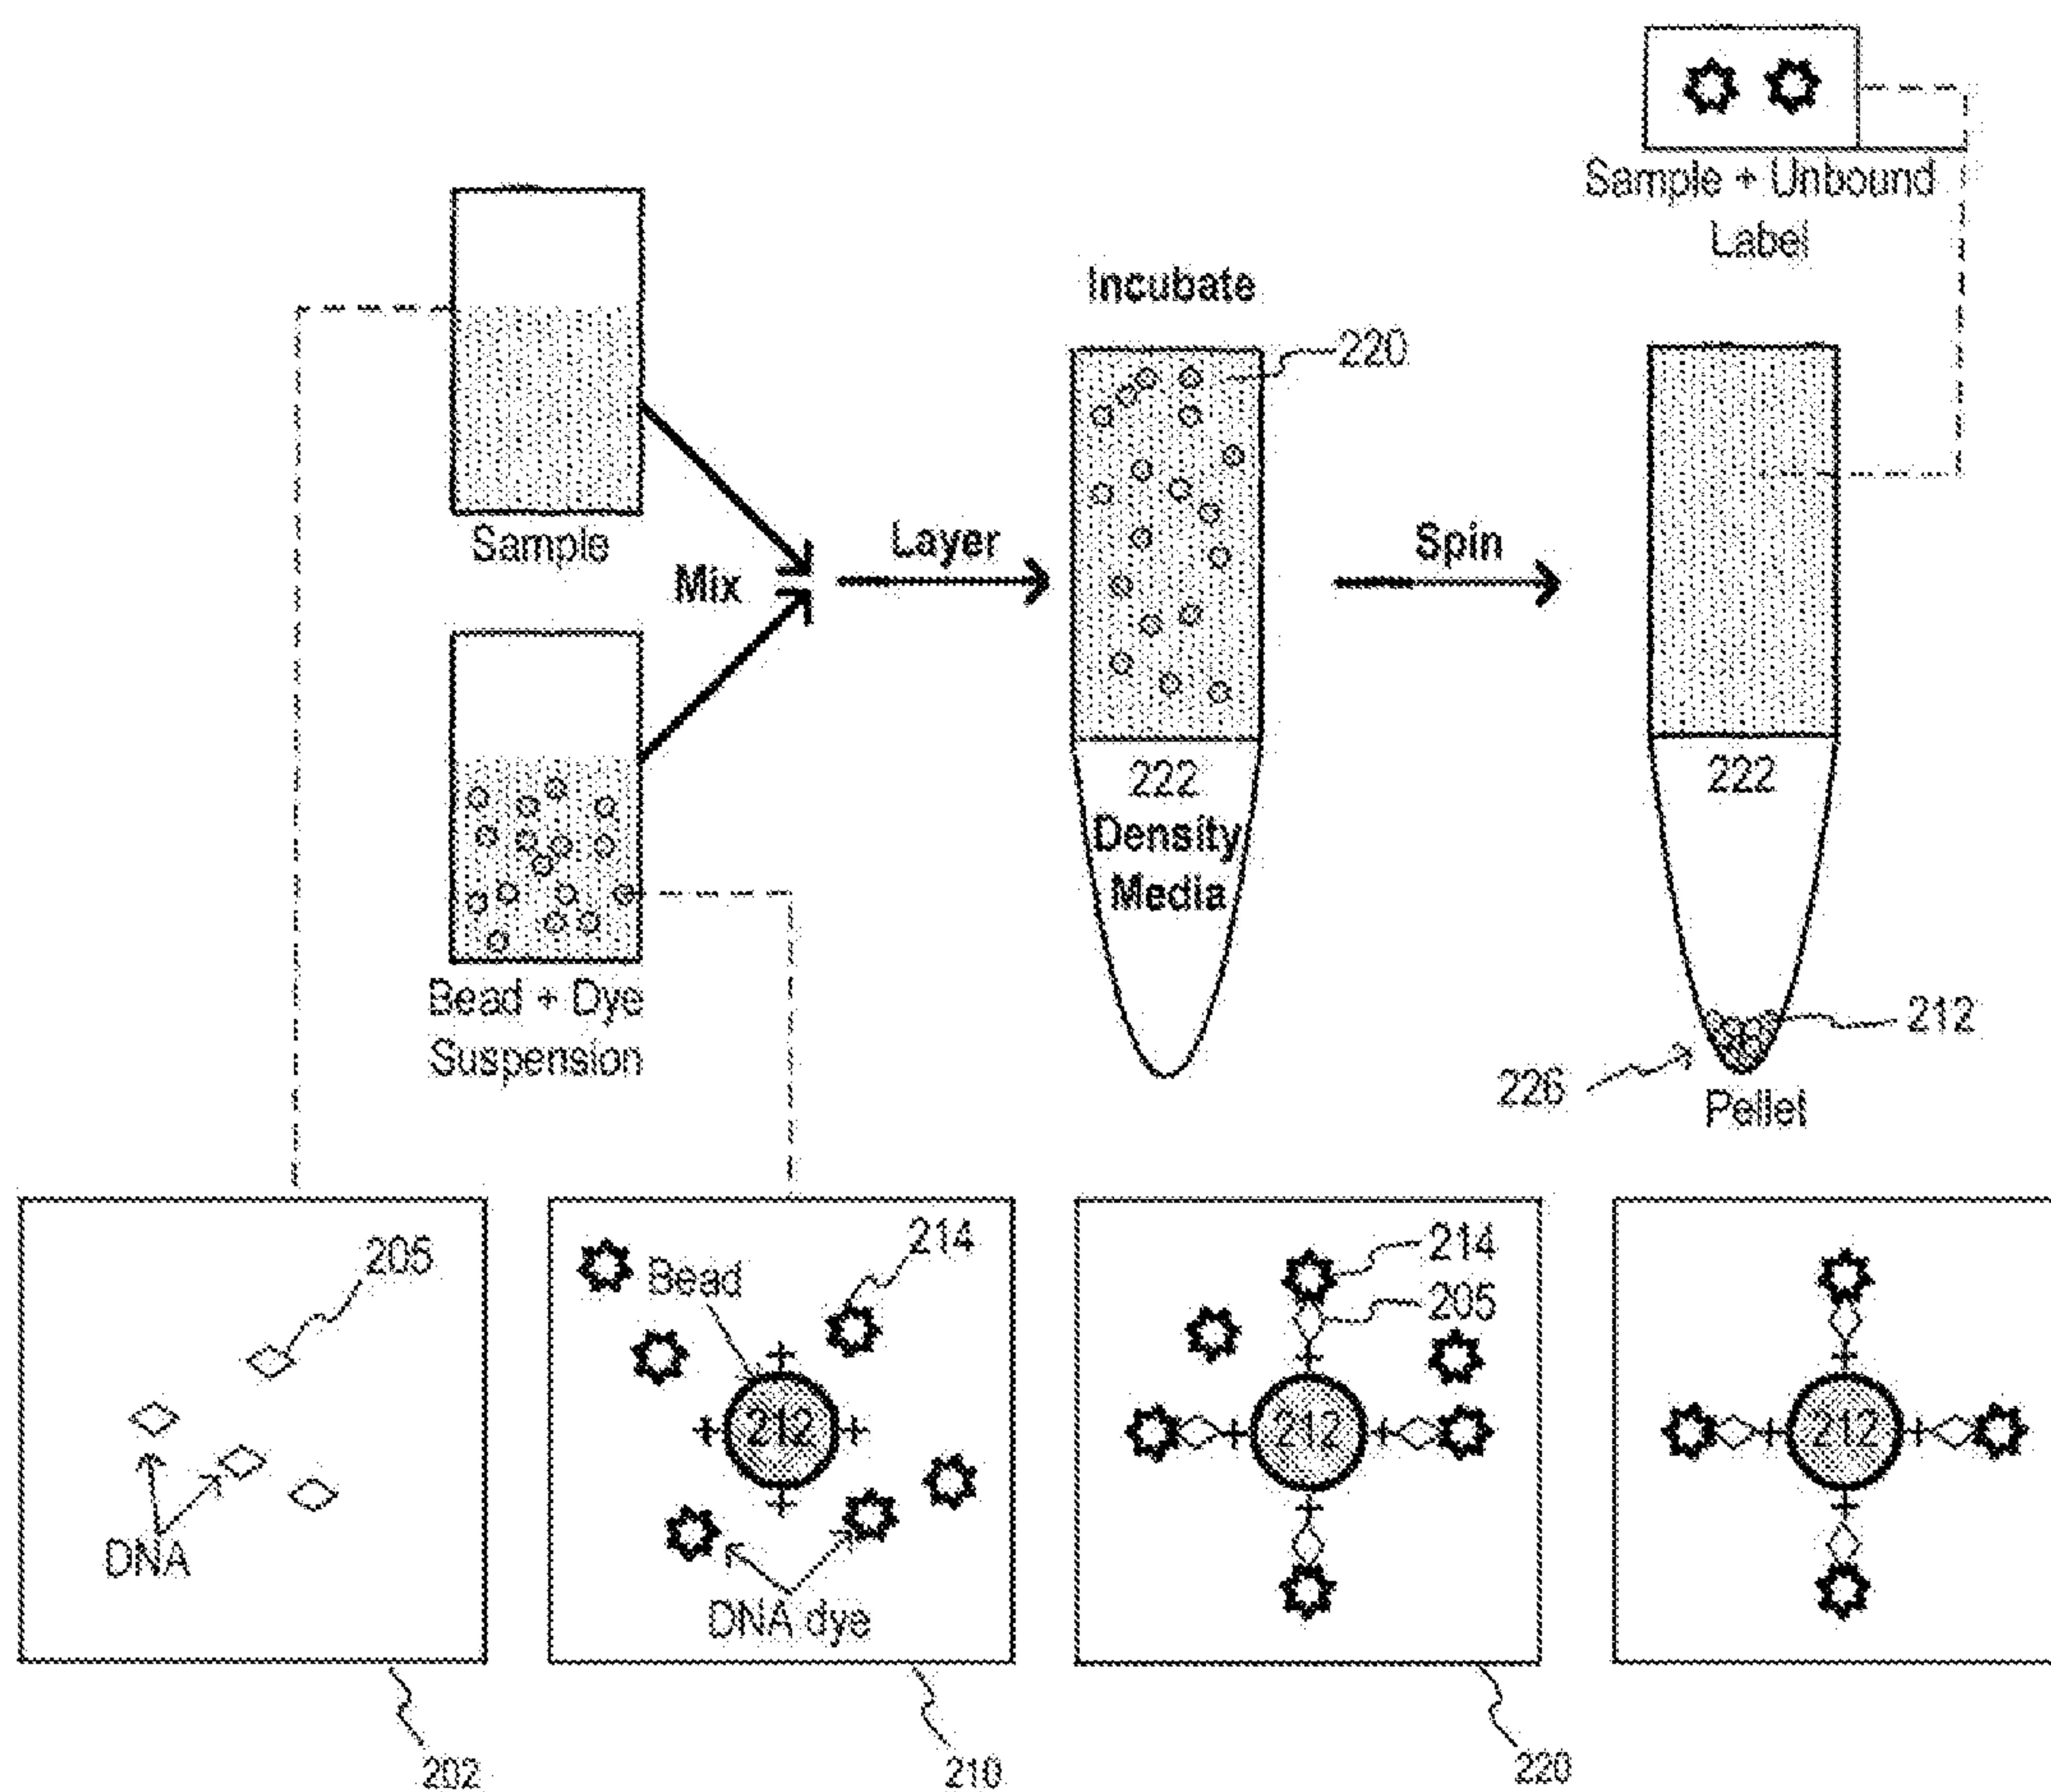 Sample + Unbound
Label
Incubate
220
Sample
Mix
Layer
Spin
222
Density
Media
222
Bead + Dye
Suspension
212
226
Pellet
205
DNA
214
Bead
212
DNA dye
214
205
212
212
202
210
220